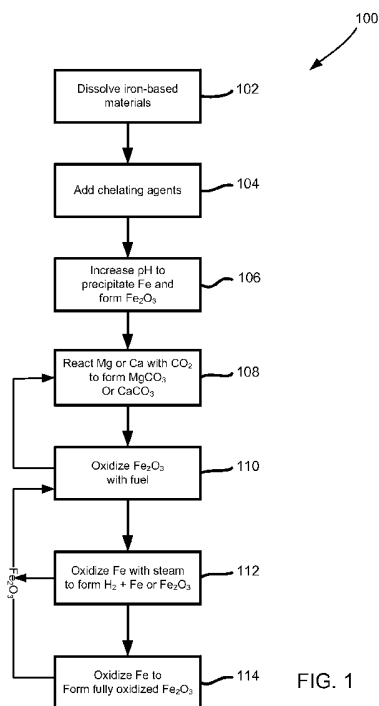 100
Dissolve iron-based
materials
102
Add chelating agents
104
Increase pH to
precipitate Fe and
form Fe₂O₃
106
React Mg or Ca with CO₂
to form MgCO₃
Or CaCO₃
108
Oxidize Fe₂O₃
with fuel
110
Oxidize Fe with steam
to form H₂ + Fe or Fe₂O₃
112
Fe₂O₃
Oxidize Fe to
Form fully oxidized Fe₂O₃
114
FIG. 1